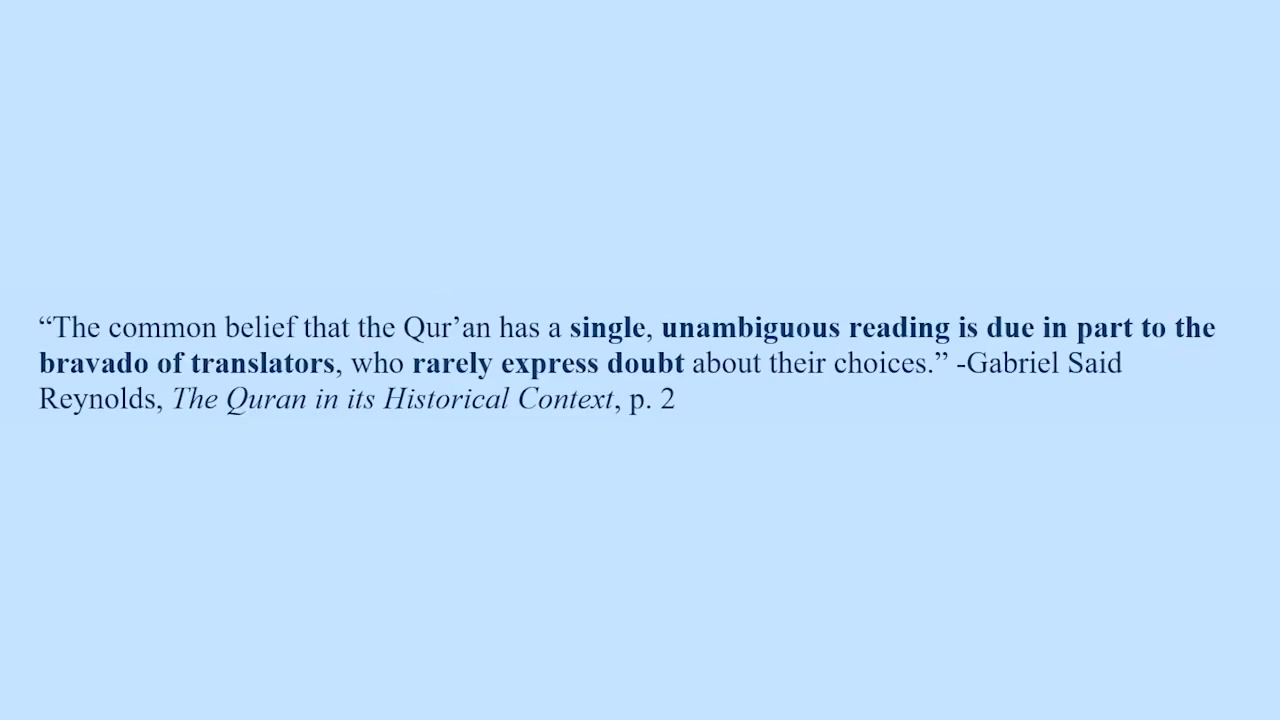 “The common belief that the Qur’an has a single, unambiguous reading is due in part to the
bravado of translators, who rarely express doubt about their choices.” -Gabriel Said
Reynolds, The Quran in its Historical Context, p. 2